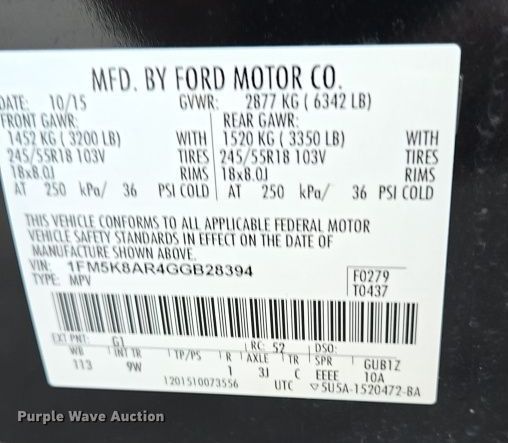 MFD. BY FORD MOTOR CO.
DATE: 10/15 GVWR: 2877 KG ( 6342 LB)
FRONT GAWR: REAR GAWR:
1452 KG ( 3200 LB) WITH 1520 KG ( 3350 LB) WITH
245/55R18 103V TIRES 245/55R18 103V TIRES
18x8.0J RIMS 18x8.0J RIMS
AT 250 kPa/ 36 PSI COLD AT 250 kPa/ 36 PSI COLD
THIS VEHICLE CONFORMS TO ALL APPLICABLE FEDERAL MOTOR
VEHICLE SAFETY STANDARDS IN EFFECT ON THE DATE OF
MANUFACTURE SHOWN ABOVE.
VIN: 1FM5K8AR4GGB28394 F0279
TYPE: MPV T0437
EXT PNT: G1 RC: 52 DSO:
WB INT TR TP/PS R AXLE TR SPR GUB1Z
113 9W 1 3J C EEEE 10A
1201510073556 UTC 5U5A-1520472-BA
Purple Wave Auction